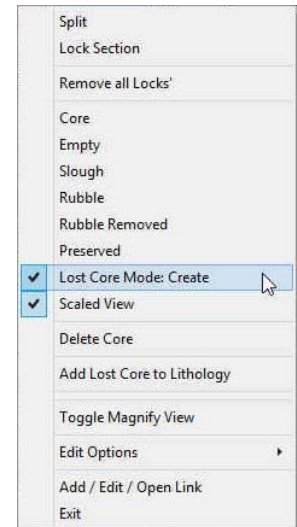 Split
Lock Section
Remove all Locks'
Core
Empty
Slough
Rubble
Rubble Removed
Preserved
Lost Core Mode: Create
Scaled View
Delete Core
Add Lost Core to Lithology
Toggle Magnify View
Edit Options
Add / Edit / Open Link
Exit